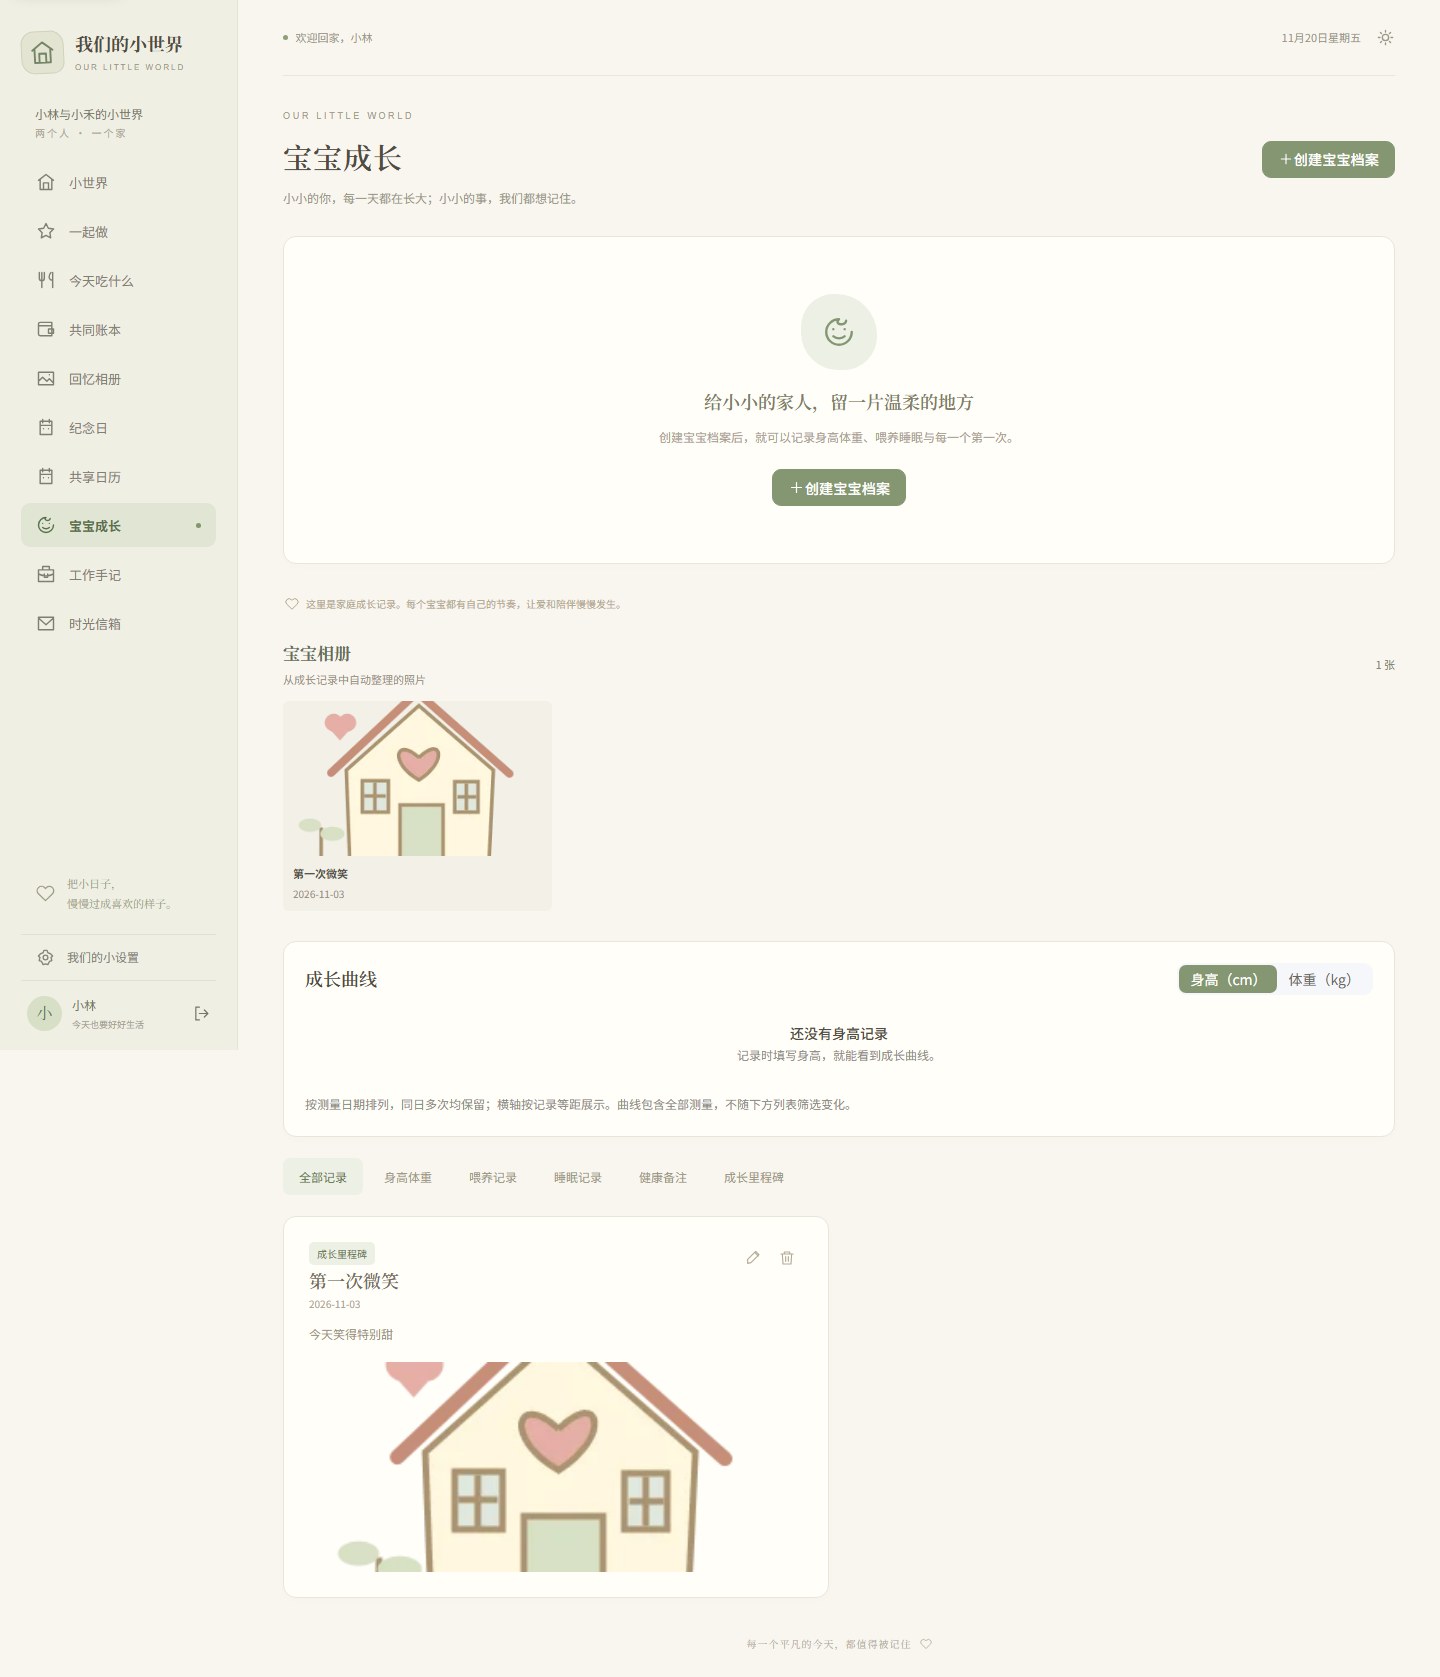 我们的小世界
OUR LITTLE WORLD
小林与小禾的小世界
两个人 · 一个家
小世界
一起做
今天吃什么
共同账本
回忆相册
纪念日
共享日历
宝宝成长
工作手记
时光信箱
把小日子，
慢慢过成喜欢的样子。
我们的小设置
小
小林
今天也要好好生活
欢迎回家，小林
11月20日星期五
OUR LITTLE WORLD
宝宝成长
＋创建宝宝档案
小小的你，每一天都在长大；小小的事，我们都想记住。
给小小的家人，留一片温柔的地方
创建宝宝档案后，就可以记录身高体重、喂养睡眠与每一个第一次。
＋创建宝宝档案
这里是家庭成长记录。每个宝宝都有自己的节奏，让爱和陪伴慢慢发生。
宝宝相册
1 张
从成长记录中自动整理的照片
第一次微笑
2026-11-03
成长曲线
身高（cm） 体重（kg）
还没有身高记录
记录时填写身高，就能看到成长曲线。
按测量日期排列，同日多次均保留；横轴按记录等距展示。曲线包含全部测量，不随下方列表筛选变化。
全部记录 身高体重 喂养记录 睡眠记录 健康备注 成长里程碑
成长里程碑
第一次微笑
2026-11-03
今天笑得特别甜
每一个平凡的今天，都值得被记住